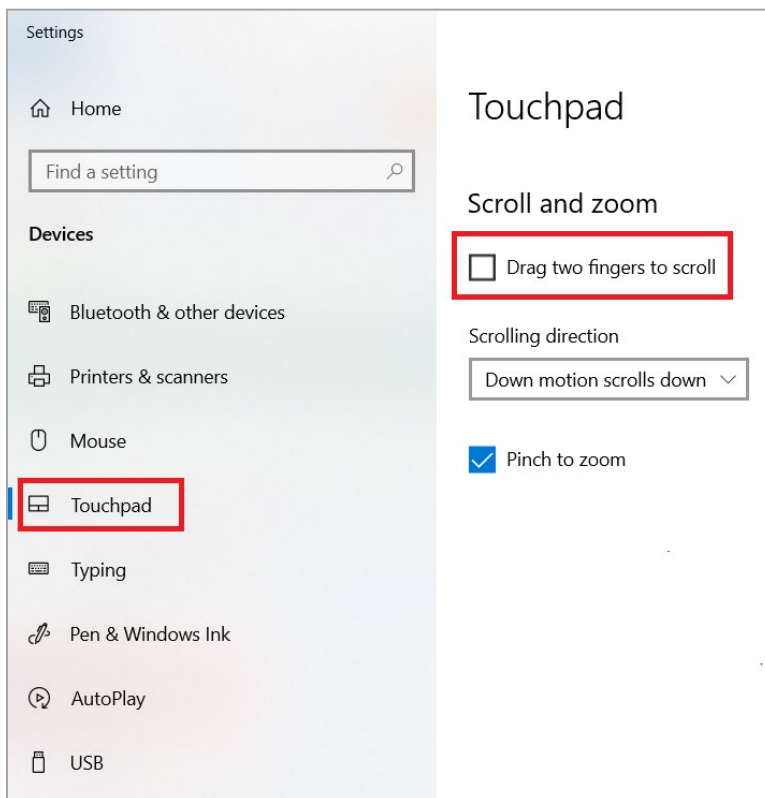 Settings
Home
Find a setting
Devices
Bluetooth & other devices
Printers & scanners
Mouse
Touchpad
Typing
Pen & Windows Ink
AutoPlay
USB
Touchpad
Scroll and zoom
Drag two fingers to scroll
Scrolling direction
Down motion scrolls down
Pinch to zoom